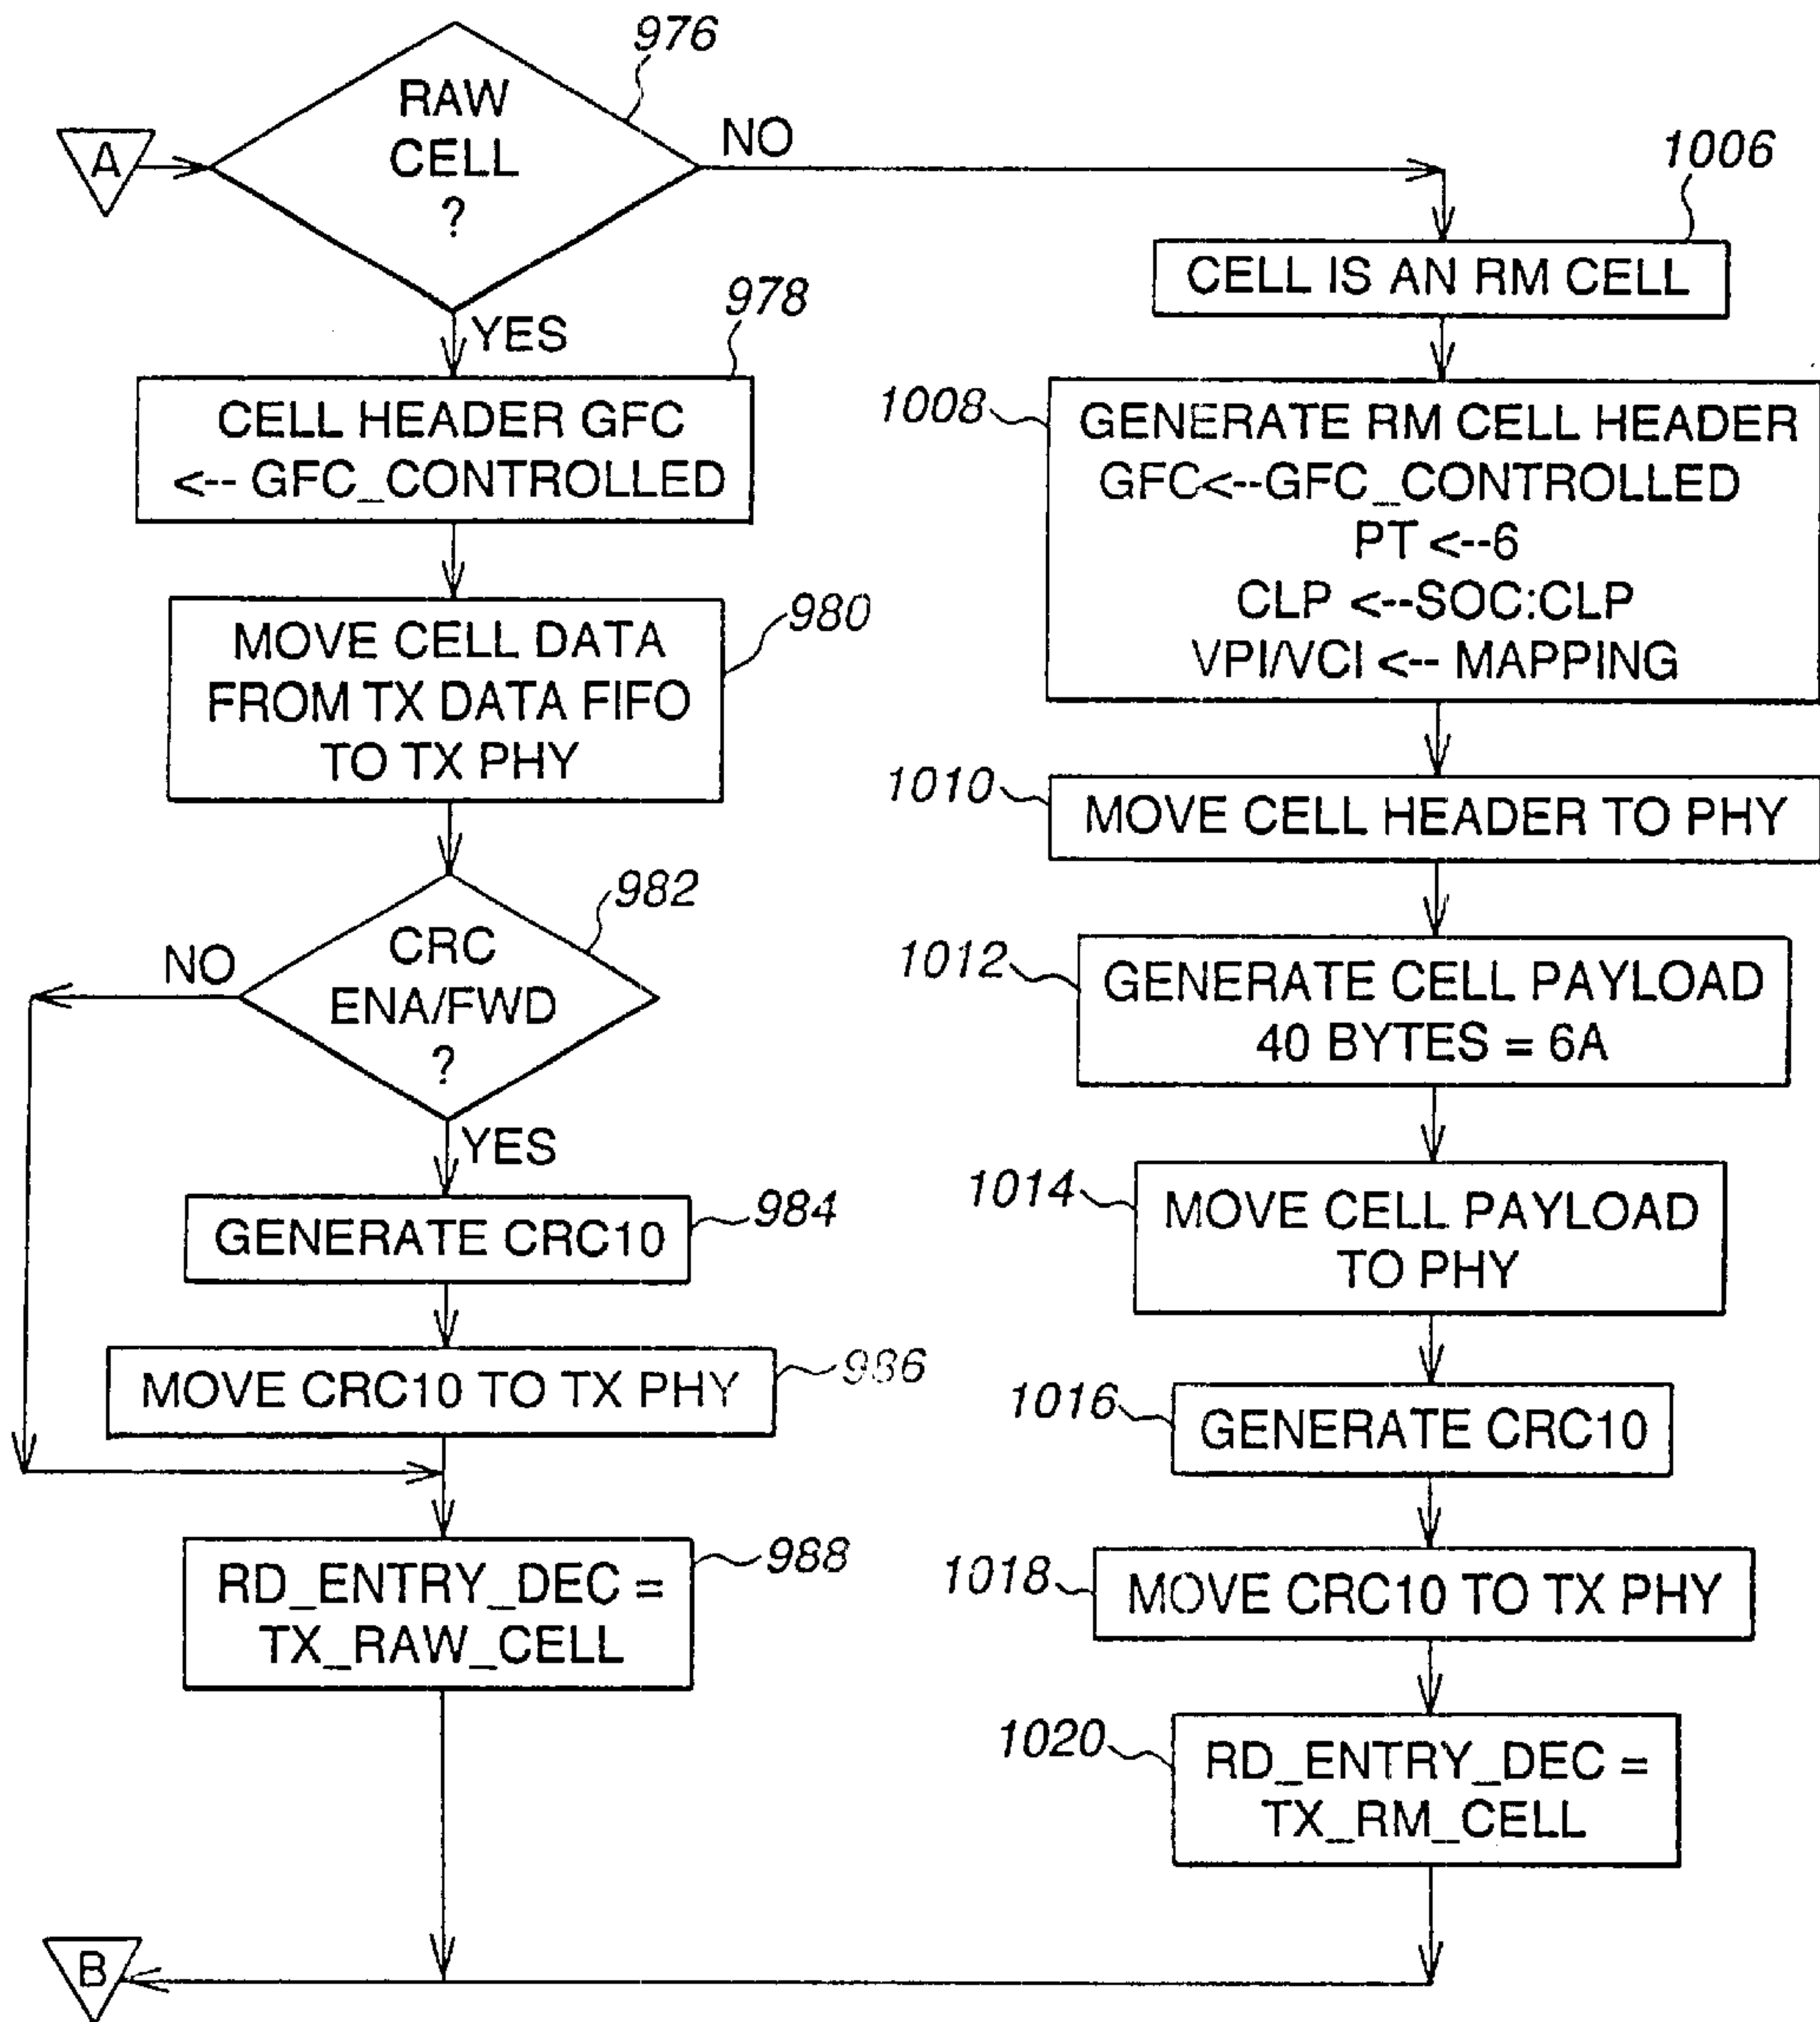 A
RAW
CELL
?
976
NO
YES
978
CELL HEADER GFC
<-- GFC_CONTROLLED
980
MOVE CELL DATA
FROM TX DATA FIFO
TO TX PHY
982
CRC
ENA/FWD
?
NO
YES
984
GENERATE CRC10
986
MOVE CRC10 TO TX PHY
988
RD_ENTRY_DEC =
TX_RAW_CELL
1006
CELL IS AN RM CELL
1008
GENERATE RM CELL HEADER
GFC<--GFC_CONTROLLED
PT <--6
CLP <--SOC:CLP
VPI/VCI <-- MAPPING
1010
MOVE CELL HEADER TO PHY
1012
GENERATE CELL PAYLOAD
40 BYTES = 6A
1014
MOVE CELL PAYLOAD
TO PHY
1016
GENERATE CRC10
1018
MOVE CRC10 TO TX PHY
1020
RD_ENTRY_DEC =
TX_RM_CELL
B